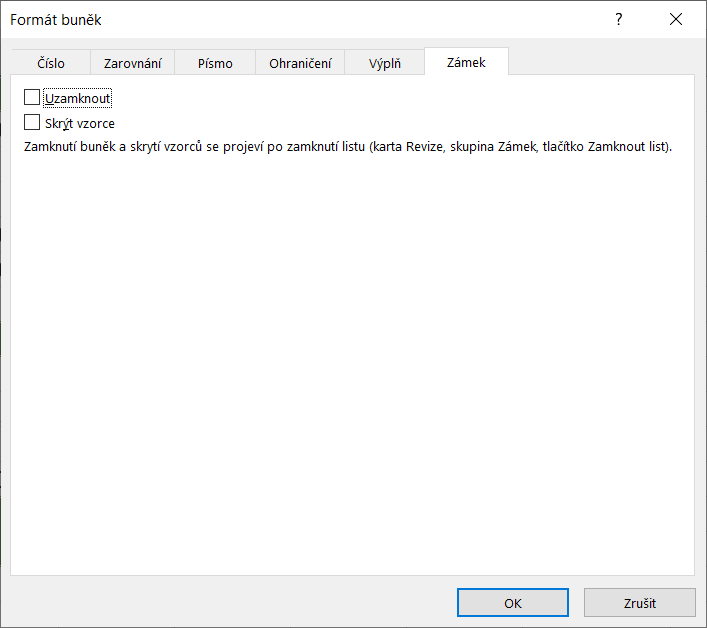 Formát buněk
?
Číslo Zarovnání Písmo Ohraničení Výplň Zámek
Uzamknout
Skrýt vzorce
Zamknutí buněk a skrytí vzorců se projeví po zamknutí listu (karta Revize, skupina Zámek, tlačítko Zamknout list).
OK Zrušit